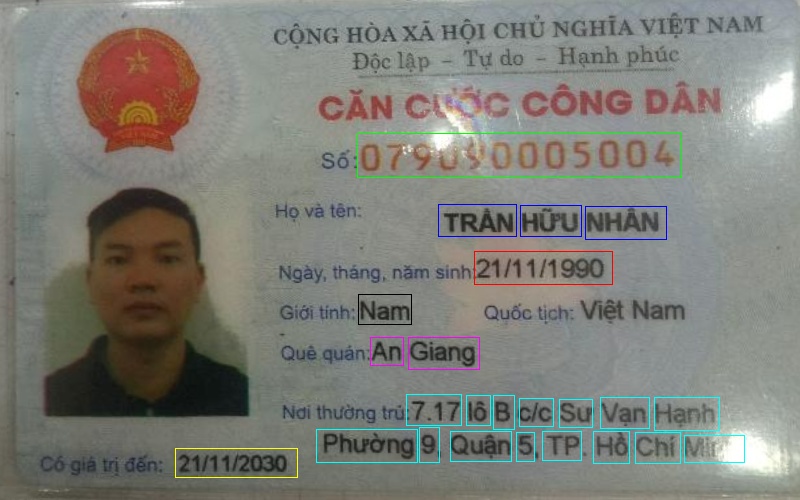 CỘNG HÒA XÃ HỘI CHỦ NGHĨA VIỆT NAM
Độc lập - Tự do - Hạnh phúc
CĂN CƯỚC CÔNG DÂN
Số: 079090005004
Họ và tên: TRẦN HỮU NHÂN
Ngày, tháng, năm sinh: 21/11/1990
Giới tính: Nam Quốc tịch: Việt Nam
Quê quán: An Giang
Nơi thường trú: 7.17 lô B c/c Sư Vạn Hạnh
Phường 9, Quận 5, TP. Hồ Chí Minh
Có giá trị đến: 21/11/2030